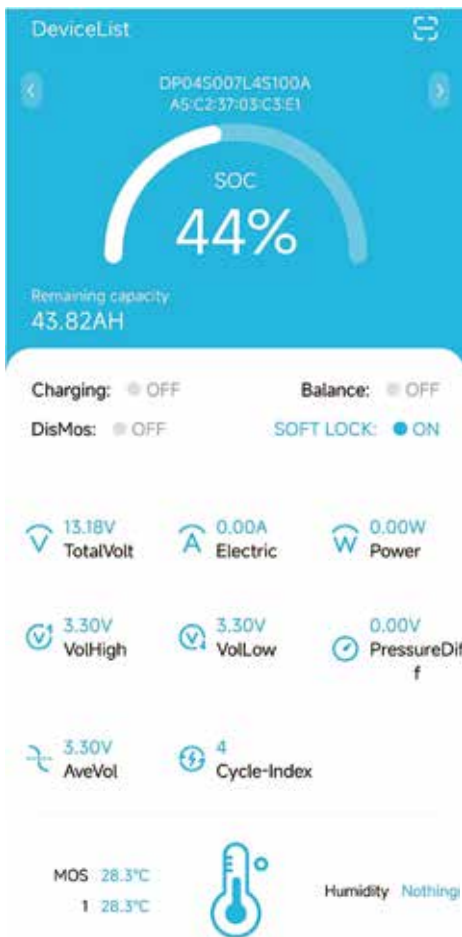 DeviceList
DP04S007L4S100A
A5:C2:37:03:C3:E1
SOC
44%
Remaining capacity
43.82AH
Charging: OFF Balance: OFF
DisMos: OFF SOFT LOCK: ON
13.18V 0.00A 0.00W
TotalVolt Electric Power
3.30V 3.30V 0.00V
VolHigh VolLow PressureDif
f
3.30V 4
AveVol Cycle-Index
MOS 28.3°C
1 28.3°C
Humidity Nothing